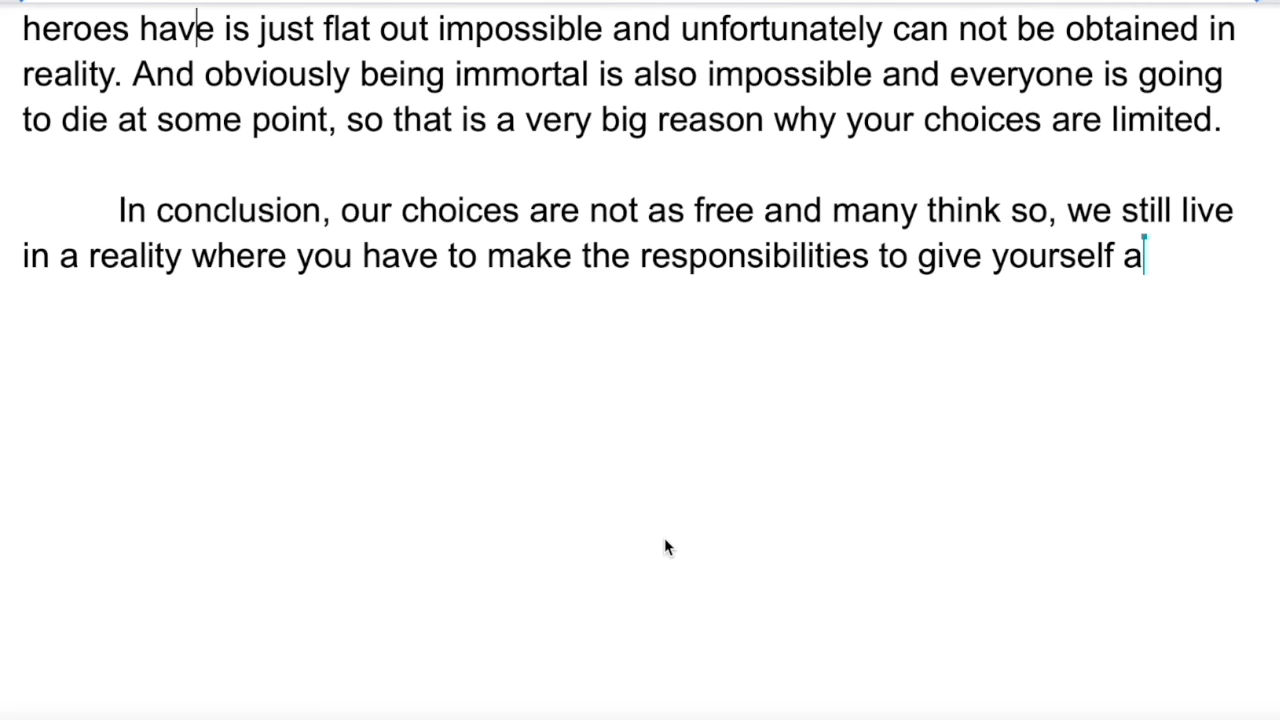 heroes have is just flat out impossible and unfortunately can not be obtained in
reality. And obviously being immortal is also impossible and everyone is going
to die at some point, so that is a very big reason why your choices are limited.
In conclusion, our choices are not as free and many think so, we still live
in a reality where you have to make the responsibilities to give yourself a